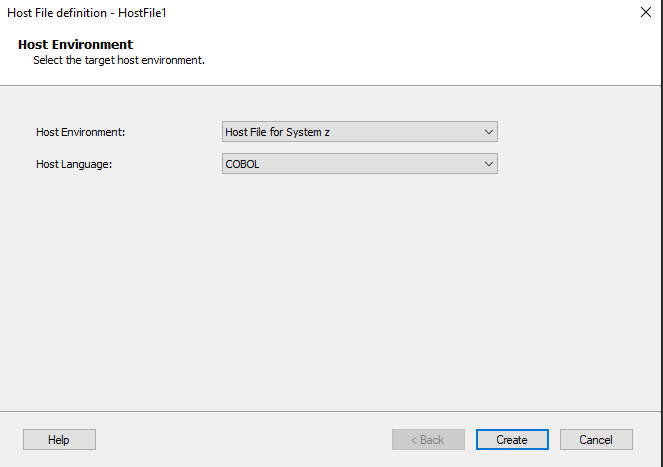 Host File definition - HostFile1
Host Environment
Select the target host environment.
Host Environment: Host File for System z
Host Language: COBOL
Help < Back Create Cancel